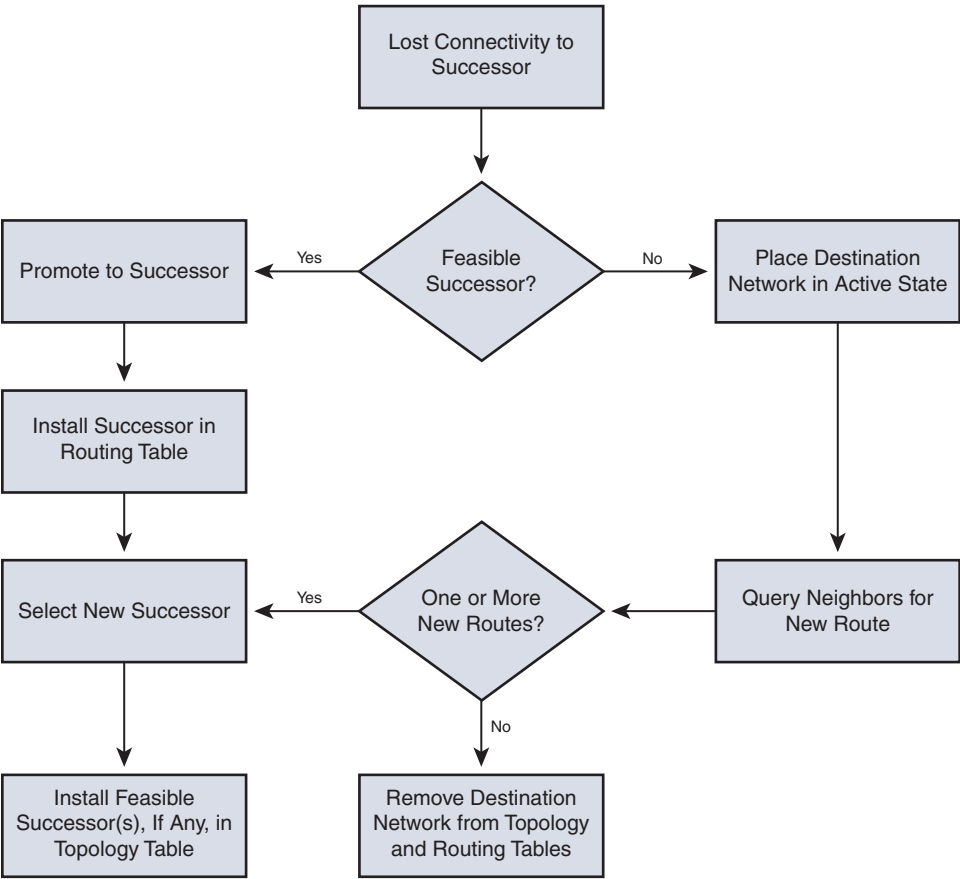 Lost Connectivity to
Successor
Feasible
Successor?
Yes
No
Promote to Successor
Place Destination
Network in Active State
Install Successor in
Routing Table
Select New Successor
Yes
One or More
New Routes?
Query Neighbors for
New Route
No
Install Feasible
Successor(s), If Any, in
Topology Table
Remove Destination
Network from Topology
and Routing Tables